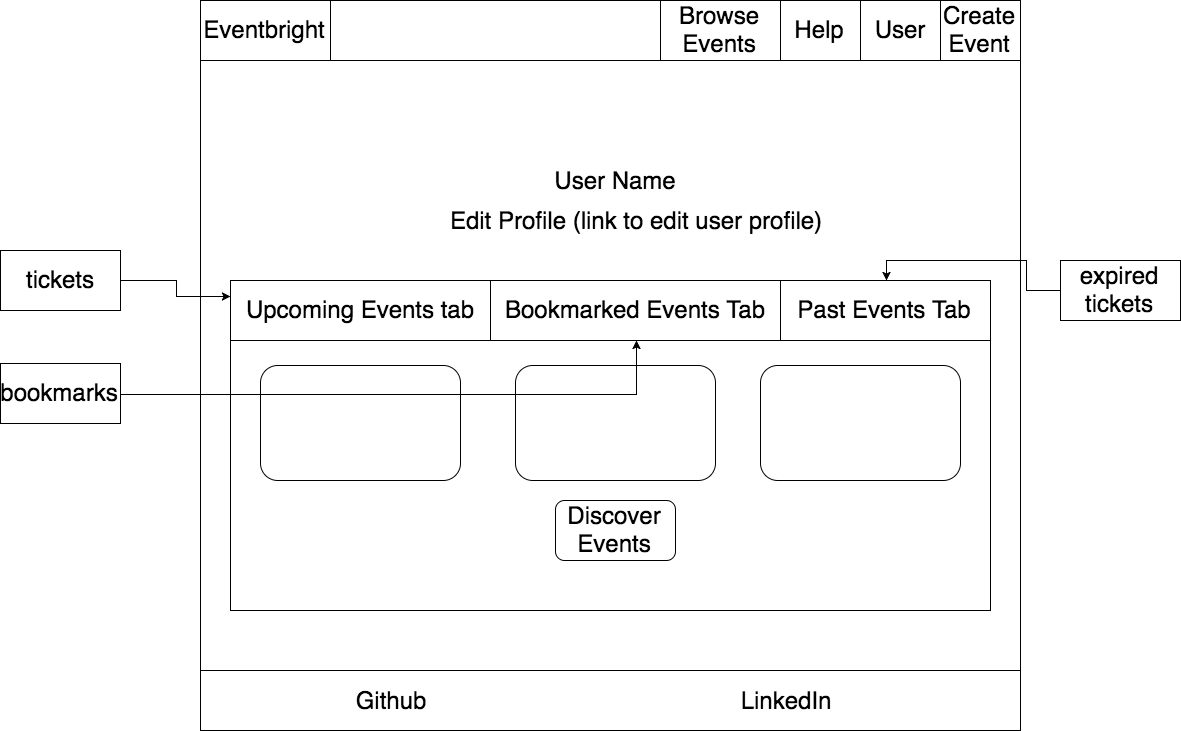 Eventbright
Browse
Events
Help
User
Create
Event
User Name
Edit Profile (link to edit user profile)
tickets
expired
tickets
Upcoming Events tab
Bookmarked Events Tab
Past Events Tab
bookmarks
Discover
Events
Github
LinkedIn